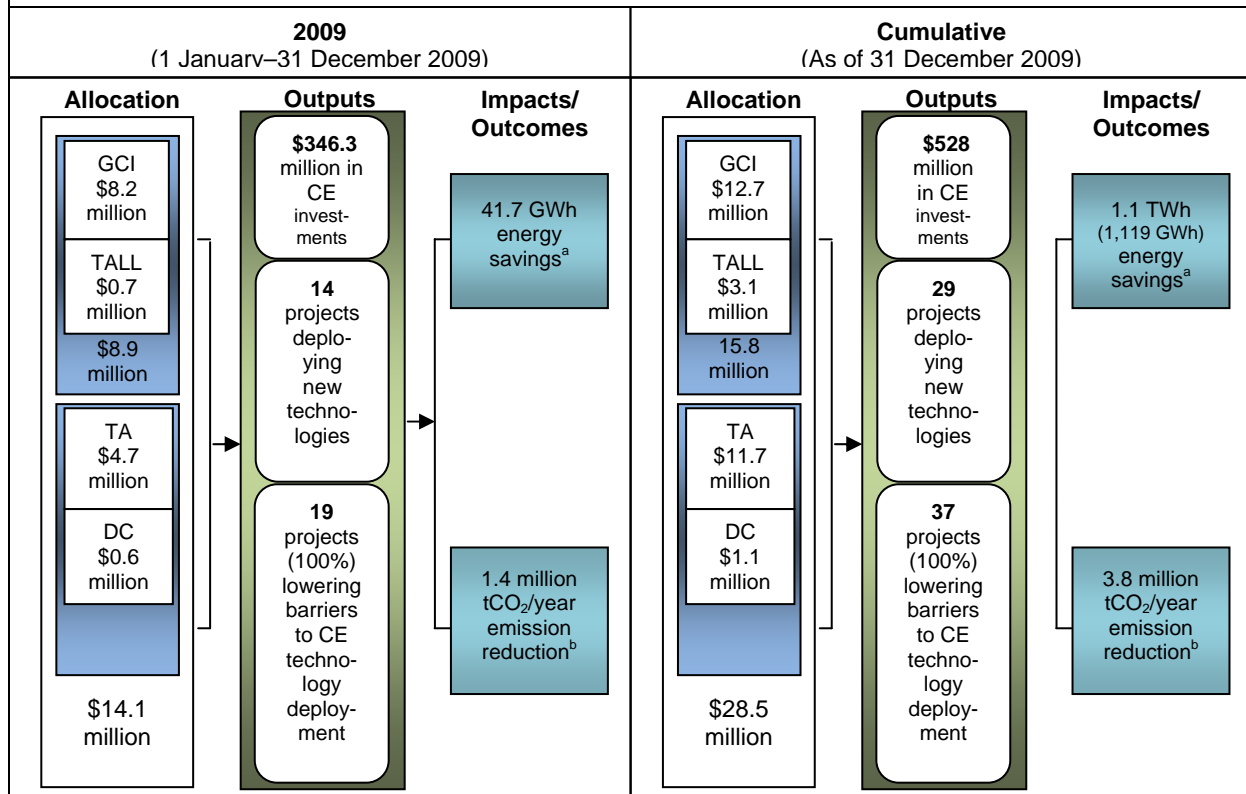 2009
(1 January–31 December 2009)
Allocation
Outputs
Impacts/
Outcomes
GCI
$8.2
million
TALL
$0.7
million
$8.9
million
TA
$4.7
million
DC
$0.6
million
$14.1
million
$346.3
million in
CE
invest-
ments
14
projects
deplo-
ying
new
techno-
logies
19
projects
(100%)
lowering
barriers
to CE
techno-
logy
deploy-
ment
41.7 GWh
energy
savingsᵃ
1.4 million
tCO₂/year
emission
reductionᵇ
Cumulative
(As of 31 December 2009)
Allocation
Outputs
Impacts/
Outcomes
GCI
$12.7
million
TALL
$3.1
million
15.8
million
TA
$11.7
million
DC
$1.1
million
$28.5
million
$528
million
in CE
invest-
ments
29
projects
deplo-
ying
new
techno-
logies
37
projects
(100%)
lowering
barriers
to CE
techno-
logy
deploy-
ment
1.1 TWh
(1,119 GWh)
energy
savingsᵃ
3.8 million
tCO₂/year
emission
reductionᵇ